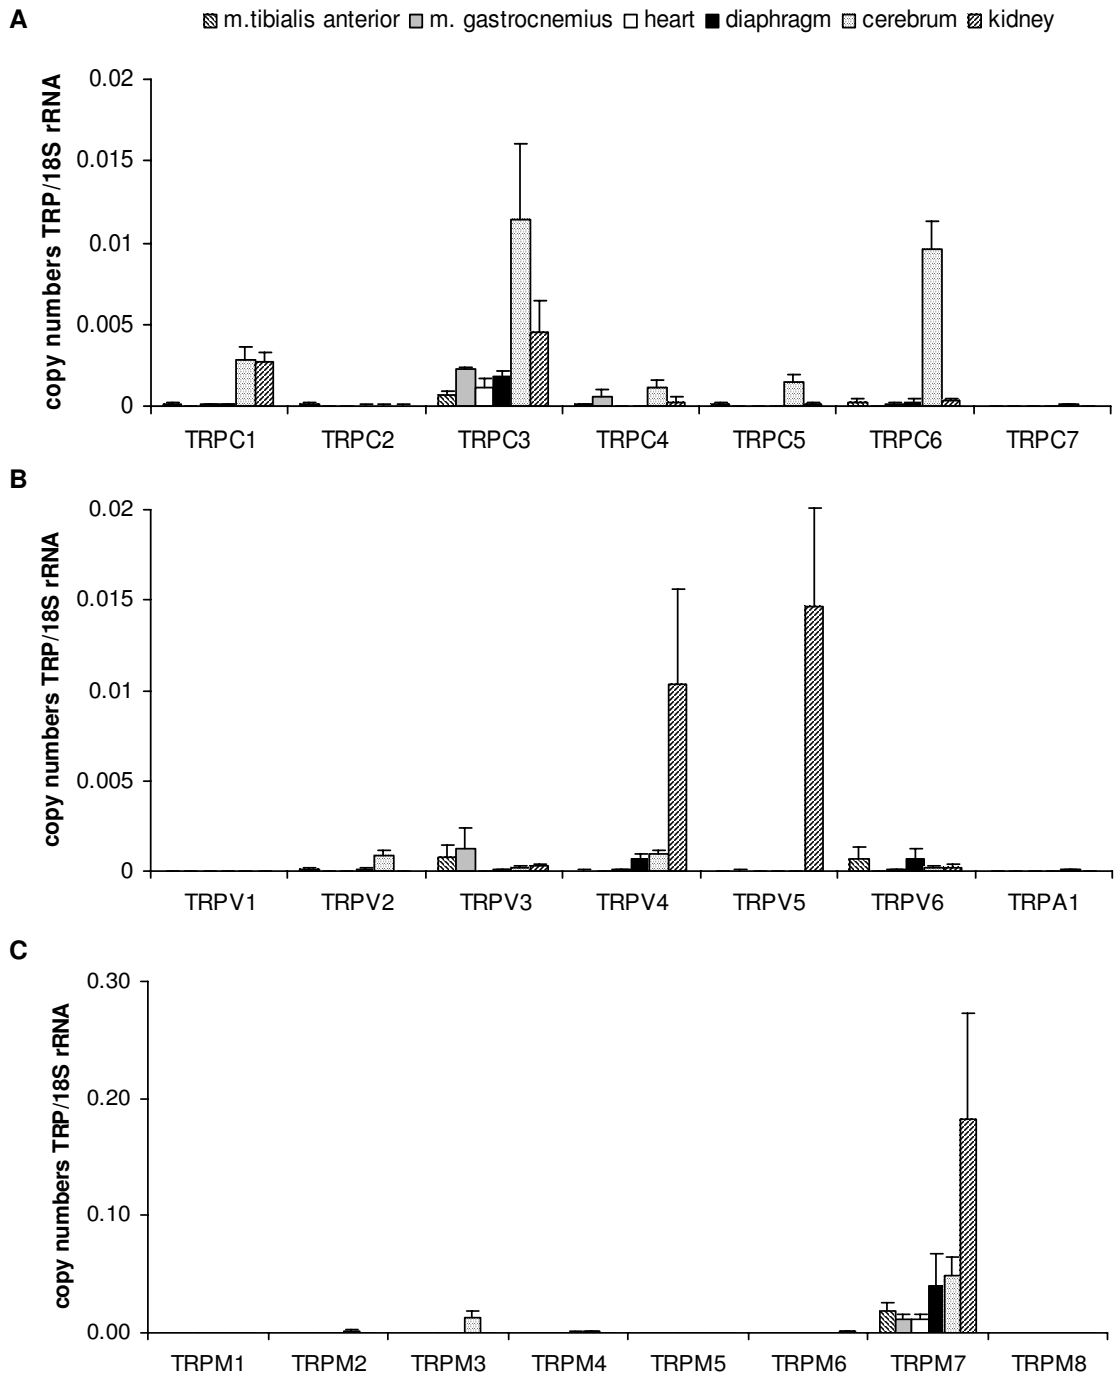 A
m.tibialis anterior m. gastrocnemius heart diaphragm cerebrum kidney
copy numbers TRP/18S rRNA
0.02
0.015
0.01
0.005
0
TRPC1 TRPC2 TRPC3 TRPC4 TRPC5 TRPC6 TRPC7
B
copy numbers TRP/18S rRNA
0.02
0.015
0.01
0.005
0
TRPV1 TRPV2 TRPV3 TRPV4 TRPV5 TRPV6 TRPA1
C
copy numbers TRP/18S rRNA
0.30
0.20
0.10
0.00
TRPM1 TRPM2 TRPM3 TRPM4 TRPM5 TRPM6 TRPM7 TRPM8